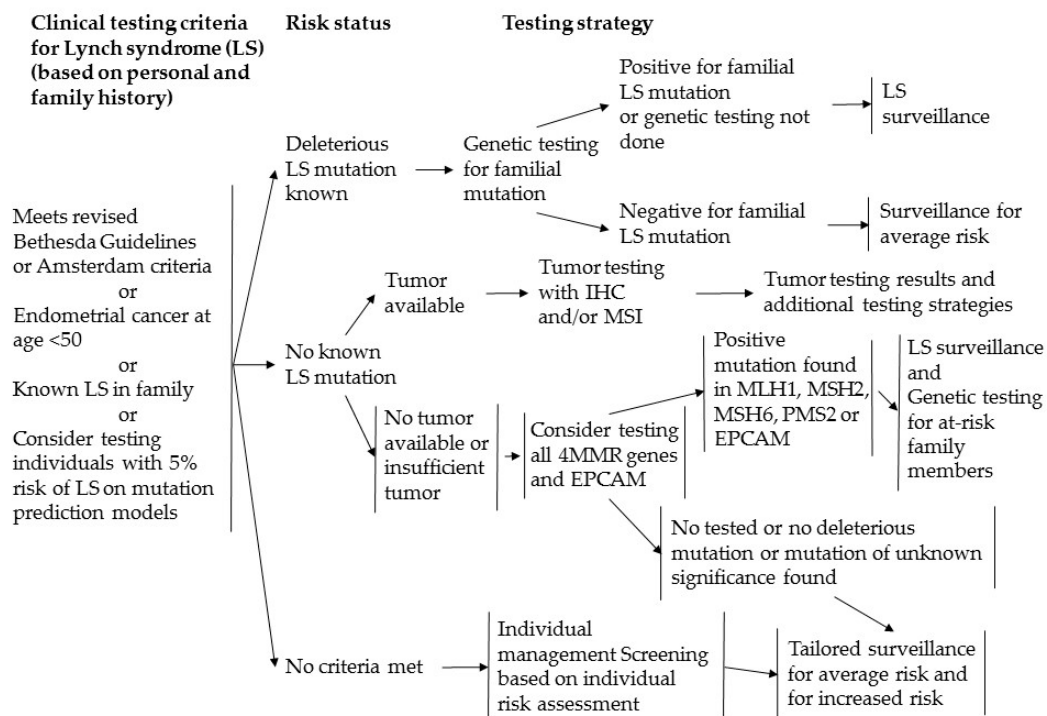 Clinical testing criteria
for Lynch syndrome (LS)
(based on personal and
family history)
Risk status
Testing strategy
Meets revised
Bethesda Guidelines
or Amsterdam criteria
or
Endometrial cancer at
age <50
or
Known LS in family
or
Consider testing
individuals with 5%
risk of LS on mutation
prediction models
Deleterious
LS mutation
known
Genetic testing
for familial
mutation
Positive for familial
LS mutation
or genetic testing not
done
LS
surveillance
Negative for familial
LS mutation
Surveillance for
average risk
No known
LS mutation
Tumor
available
Tumor testing
with IHC
and/or MSI
Tumor testing results and
additional testing strategies
No tumor
available or
insufficient
tumor
Consider testing
all 4MMR genes
and EPCAM
Positive
mutation found
in MLH1, MSH2,
MSH6, PMS2 or
EPCAM
LS surveillance
and
Genetic testing
for at-risk
family
members
No tested or no deleterious
mutation or mutation of unknown
significance found
No criteria met
Individual
management Screening
based on individual
risk assessment
Tailored surveillance
for average risk and
for increased risk